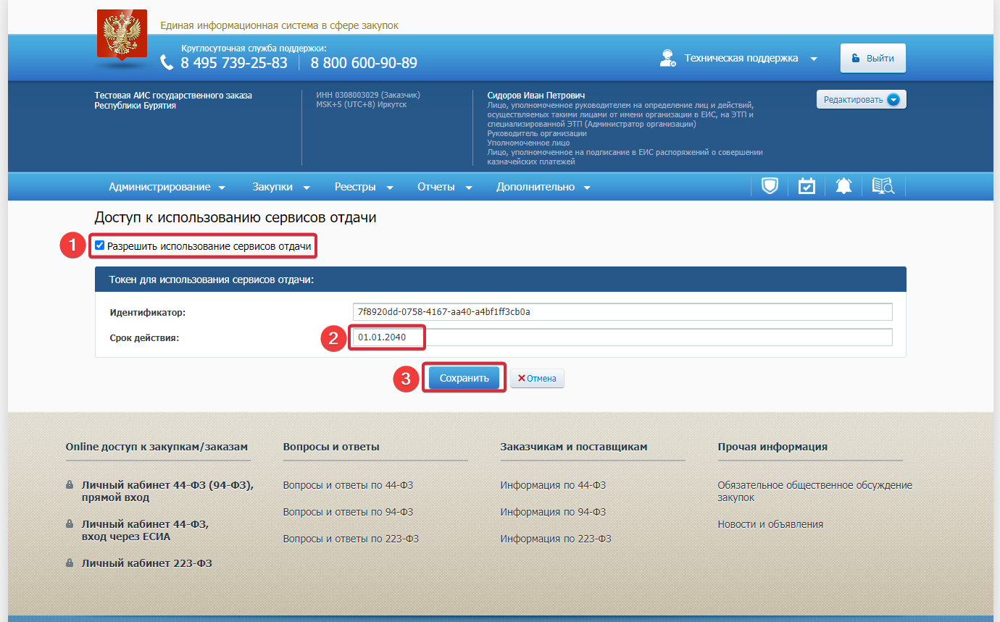 Единая информационная система в сфере закупок
Круглосуточная служба поддержки:
8 495 739-25-83 8 800 600-90-89
Техническая поддержка
Выйти
Тестовая АИС государственного заказа
Республики Бурятия
ИНН 0308003029 (Заказчик)
MSK+5 (UTC+8) Иркутск
Сидоров Иван Петрович
Лицо, уполномоченное руководителем на определение лиц и действий,
осуществляемых такими лицами от имени организации в ЕИС, на ЭТП и
специализированной ЭТП (Администратор организации)
Руководитель организации
Уполномоченное лицо
Лицо, уполномоченное на подписание в ЕИС распоряжений о совершении
казначейских платежей
Редактировать
Администрирование Закупки Реестры Отчеты Дополнительно
Доступ к использованию сервисов отдачи
1 Разрешить использование сервисов отдачи
Токен для использования сервисов отдачи:
Идентификатор: 7f8920dd-0758-4167-aa40-a4bf1ff3cb0a
Срок действия: 2 01.01.2040
3 Сохранить Отмена
Online доступ к закупкам/заказам
Личный кабинет 44-ФЗ (94-ФЗ),
прямой вход
Личный кабинет 44-ФЗ,
вход через ЕСИА
Личный кабинет 223-ФЗ
Вопросы и ответы
Вопросы и ответы по 44-ФЗ
Вопросы и ответы по 94-ФЗ
Вопросы и ответы по 223-ФЗ
Заказчикам и поставщикам
Информация по 44-ФЗ
Информация по 94-ФЗ
Информация по 223-ФЗ
Прочая информация
Обязательное общественное обсуждение
закупок
Новости и объявления